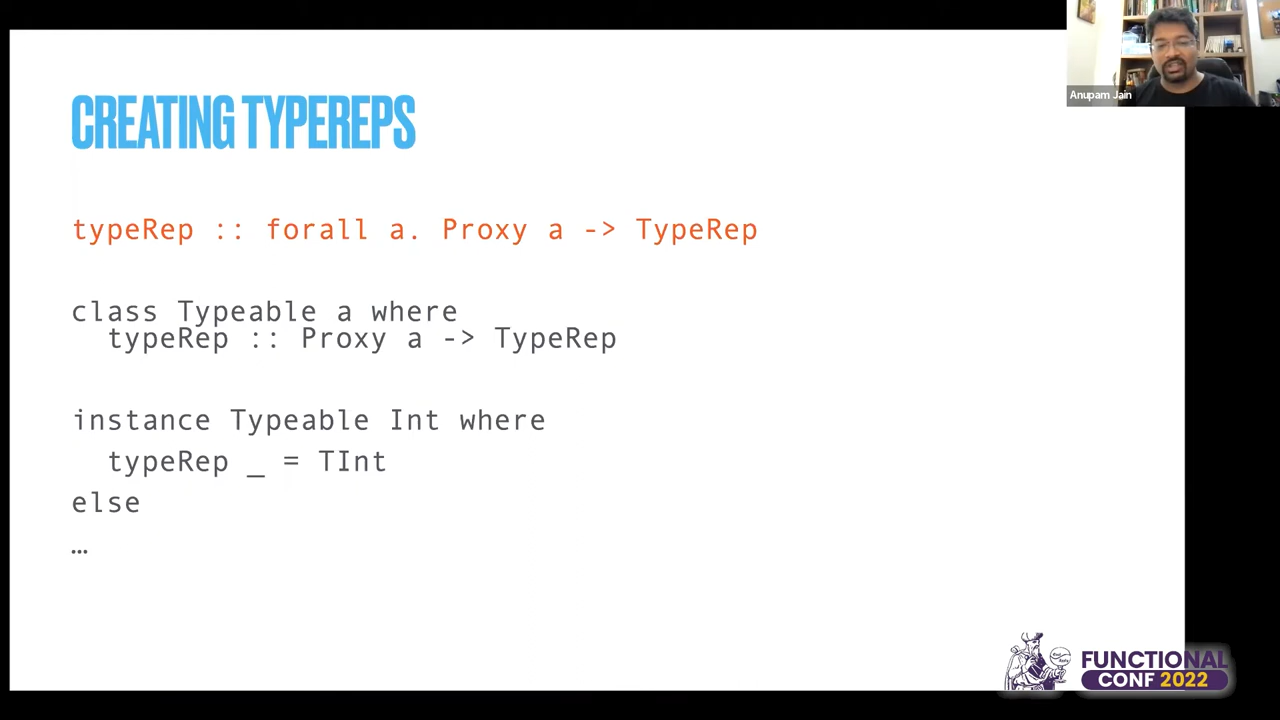 Anupam Jain
CREATING TYPEREPS
typeRep :: forall a. Proxy a -> TypeRep
class Typeable a where
typeRep :: Proxy a -> TypeRep
instance Typeable Int where
typeRep _ = TInt
else
…
FUNCTIONAL
CONF 2022